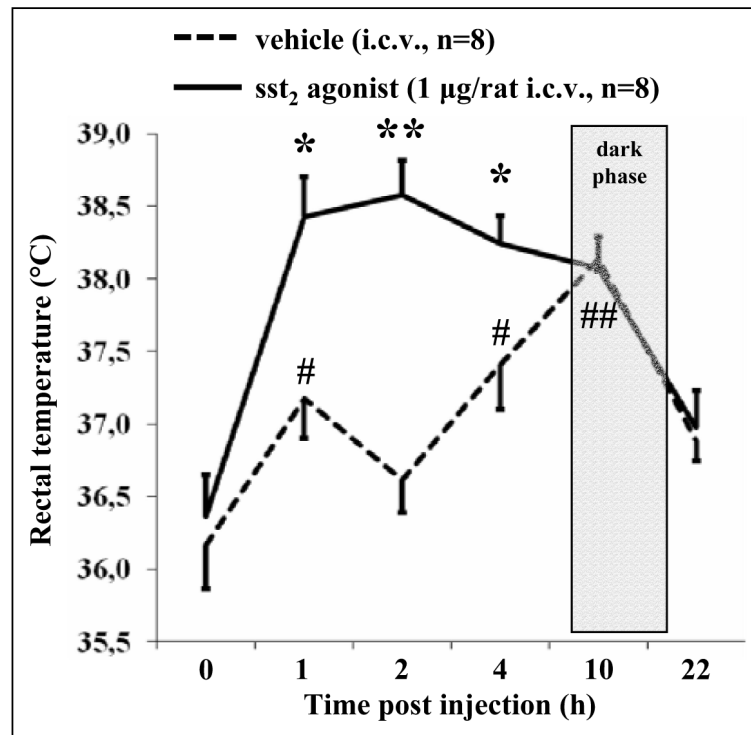 vehicle (i.c.v., n=8)
sst₂ agonist (1 μg/rat i.c.v., n=8)
39,0
38,5
38,0
37,5
37,0
36,5
36,0
35,5
Rectal temperature (°C)
*
**
*
dark
phase
#
#
##
0 1 2 4 10 22
Time post injection (h)